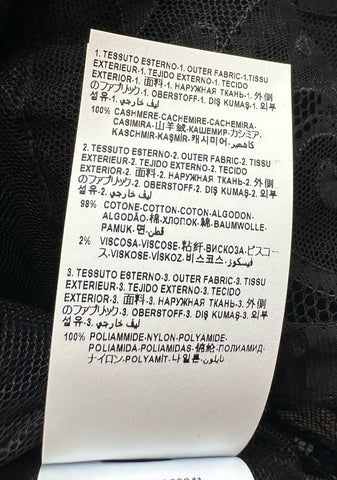 1. TESSUTO ESTERNO-1. OUTER FABRIC-1.TISSU
EXTERIEUR-1. TEJIDO EXTERNO-1. TECIDO
EXTERIOR-1. 面料-1. НАРУЖНАЯ ТКАНЬ-1. 外側
のファブリック-1. OBERSTOFF-1. DIŞ KUMAŞ-1. 외부
섬유-1. ليف خارجي
100% CASHMERE-CACHEMIRE-CACHEMIRA-
CASIMIRA-山羊絨-КАШЕМИР-カシミア-
KASCHMIR-KAŞMİR-캐시미어-كاشمير
2. TESSUTO ESTERNO-2. OUTER FABRIC-2. TISSU
EXTERIEUR-2. TEJIDO EXTERNO-2. TECIDO
EXTERIOR-2. 面料-2. НАРУЖНАЯ ТКАНЬ-2. 外側
のファブリック-2. OBERSTOFF-2. DIŞ KUMAŞ-2. 외부
섬유-2. ليف خارجي
98% COTONE-COTTON-COTON-ALGODON-
ALGODÃO-棉-ХЛОПОК-綿-BAUMWOLLE-
PAMUK-면-قطن
2% VISCOSA-VISCOSE-粘纤-ВИСКОЗА-ビスコー
ス-VISKOSE-VİSKOZ-비스코스-فيسكوز
3. TESSUTO ESTERNO-3. OUTER FABRIC-3. TISSU
EXTERIEUR-3. TEJIDO EXTERNO-3. TECIDO
EXTERIOR-3. 面料-3. НАРУЖНАЯ ТКАНЬ-3. 外側
のファブリック-3. OBERSTOFF-3. DIŞ KUMAŞ-3. 외부
섬유-3. ليف خارجي
100% POLIAMMIDE-NYLON-POLYAMIDE-
POLIAMIDA-POLIAMIDAS-锦纶-ПОЛИАМИД-
ナイロン-POLYAMİT-나일론-نايلون